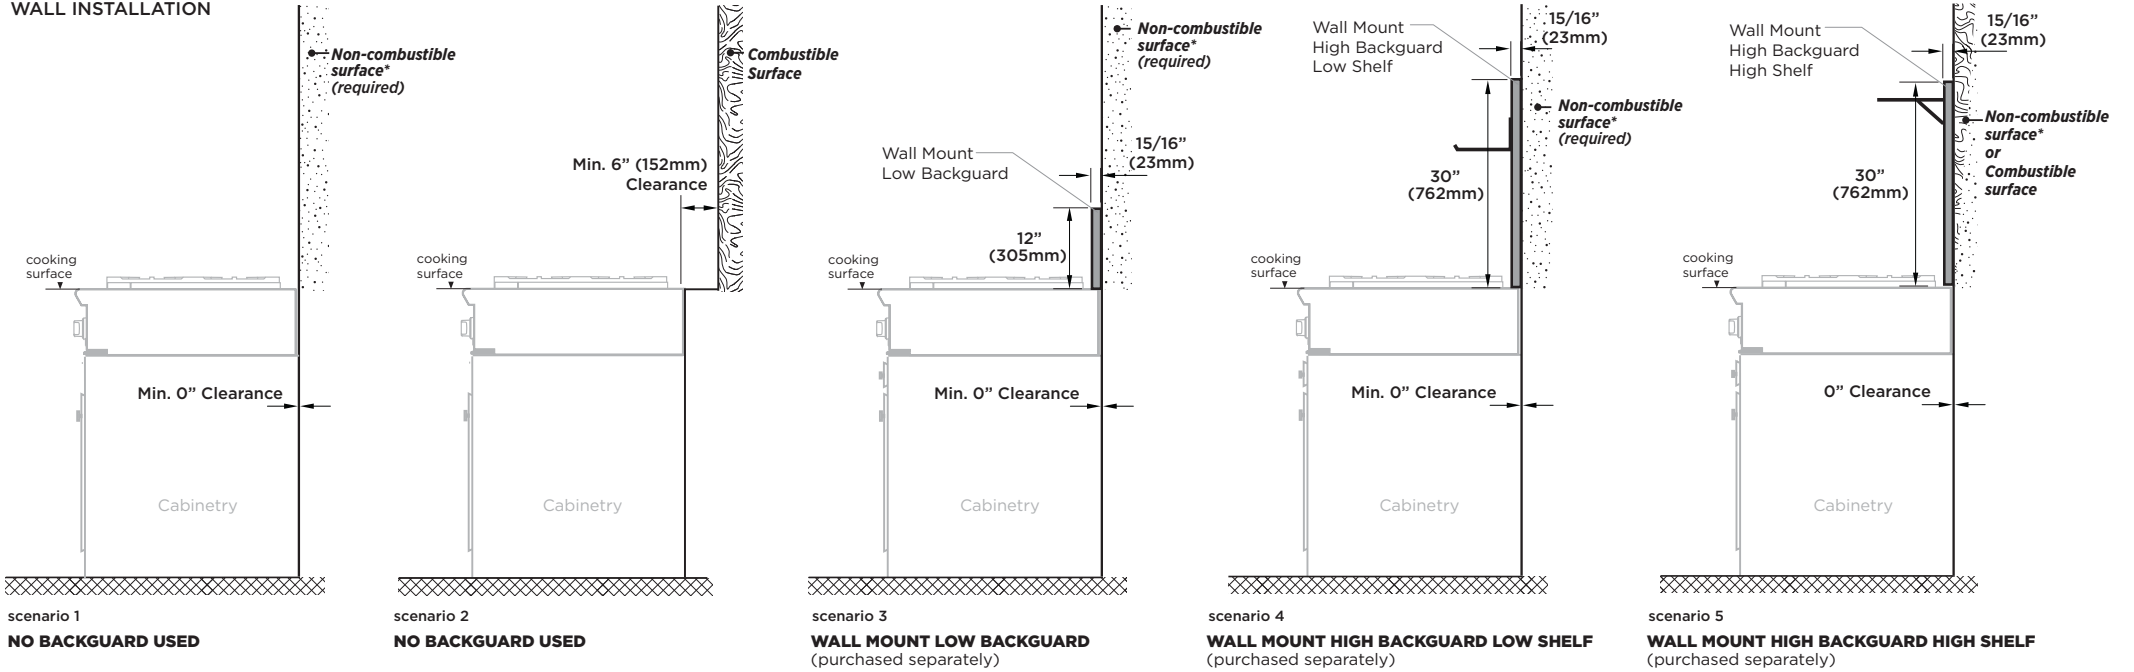 WALL INSTALLATION
Non-combustible
surface*
(required)
cooking
surface
Min. 0” Clearance
Cabinetry
scenario 1
NO BACKGUARD USED
Combustible
Surface
Min. 6” (152mm)
Clearance
cooking
surface
Cabinetry
scenario 2
NO BACKGUARD USED
Non-combustible
surface*
(required)
15/16”
(23mm)
Wall Mount
Low Backguard
12”
(305mm)
cooking
surface
Min. 0” Clearance
Cabinetry
scenario 3
WALL MOUNT LOW BACKGUARD
(purchased separately)
Wall Mount
High Backguard
Low Shelf
15/16”
(23mm)
Non-combustible
surface*
(required)
30”
(762mm)
cooking
surface
Min. 0” Clearance
Cabinetry
scenario 4
WALL MOUNT HIGH BACKGUARD LOW SHELF
(purchased separately)
Wall Mount
High Backguard
High Shelf
15/16”
(23mm)
Non-combustible
surface*
or
Combustible
surface
30”
(762mm)
cooking
surface
0” Clearance
Cabinetry
scenario 5
WALL MOUNT HIGH BACKGUARD HIGH SHELF
(purchased separately)